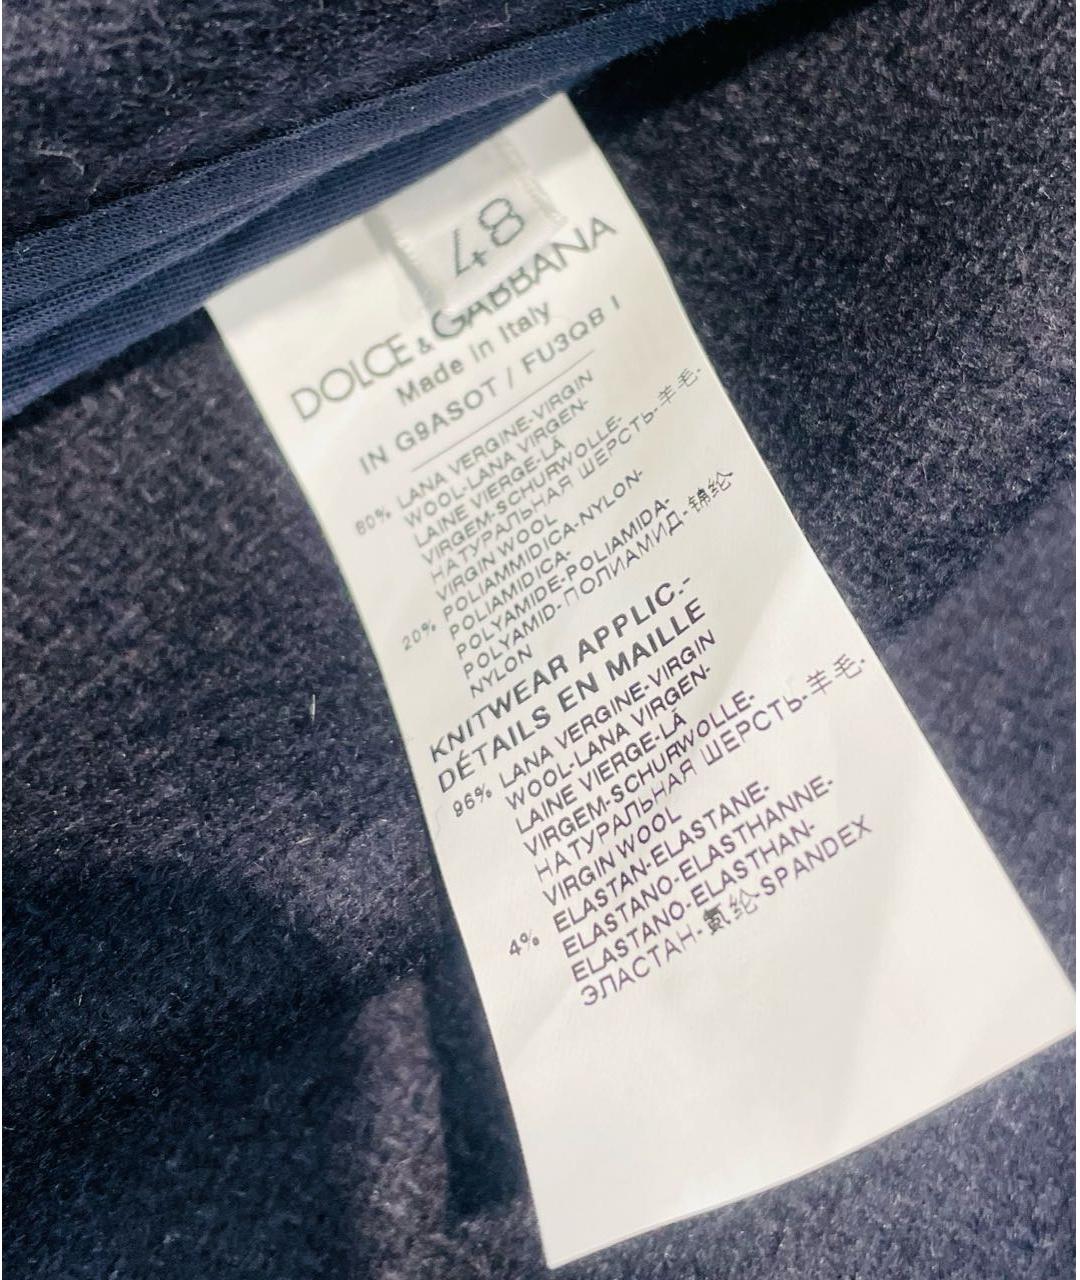 48
DOLCE & GABBANA
Made in Italy
IN G9ASOT / FU3QB I
80% LANA VERGINE-VIRGIN
WOOL-LANA VIRGEN-
LAINE VIERGE-LÃ
VIRGEM-SCHURWOLLE-
НАТУРАЛЬНАЯ ШЕРСТЬ-羊毛-
VIRGIN WOOL
20% POLIAMMIDICA-NYLON-
POLIAMIDICA-
POLYAMIDE-POLIAMIDA-
POLYAMID-ПОЛИАМИД-锦纶
NYLON
KNITWEAR APPLIC.-
DÉTAILS EN MAILLE
96% LANA VERGINE-VIRGIN
WOOL-LANA VIRGEN-
LAINE VIERGE-LÃ
VIRGEM-SCHURWOLLE-
НАТУРАЛЬНАЯ ШЕРСТЬ-羊毛-
VIRGIN WOOL
4% ELASTAN-ELASTANE-
ELASTANO-ELASTHANNE-
ELASTANO-ELASTHAN-
ЭЛАСТАН-氨纶-SPANDEX